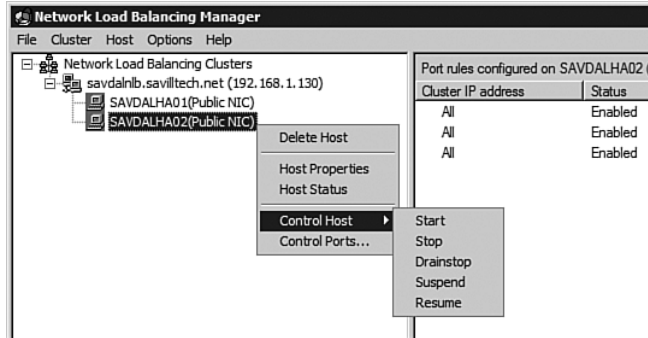 Network Load Balancing Manager
File Cluster Host Options Help
Network Load Balancing Clusters
savdalnlb.savilltech.net (192.168.1.130)
SAVDALHA01(Public NIC)
SAVDALHA02(Public NIC)
Delete Host
Host Properties
Host Status
Control Host
Control Ports...
Start
Stop
Drainstop
Suspend
Resume
Port rules configured on SAVDALHA02 (
Cluster IP address Status
All Enabled
All Enabled
All Enabled